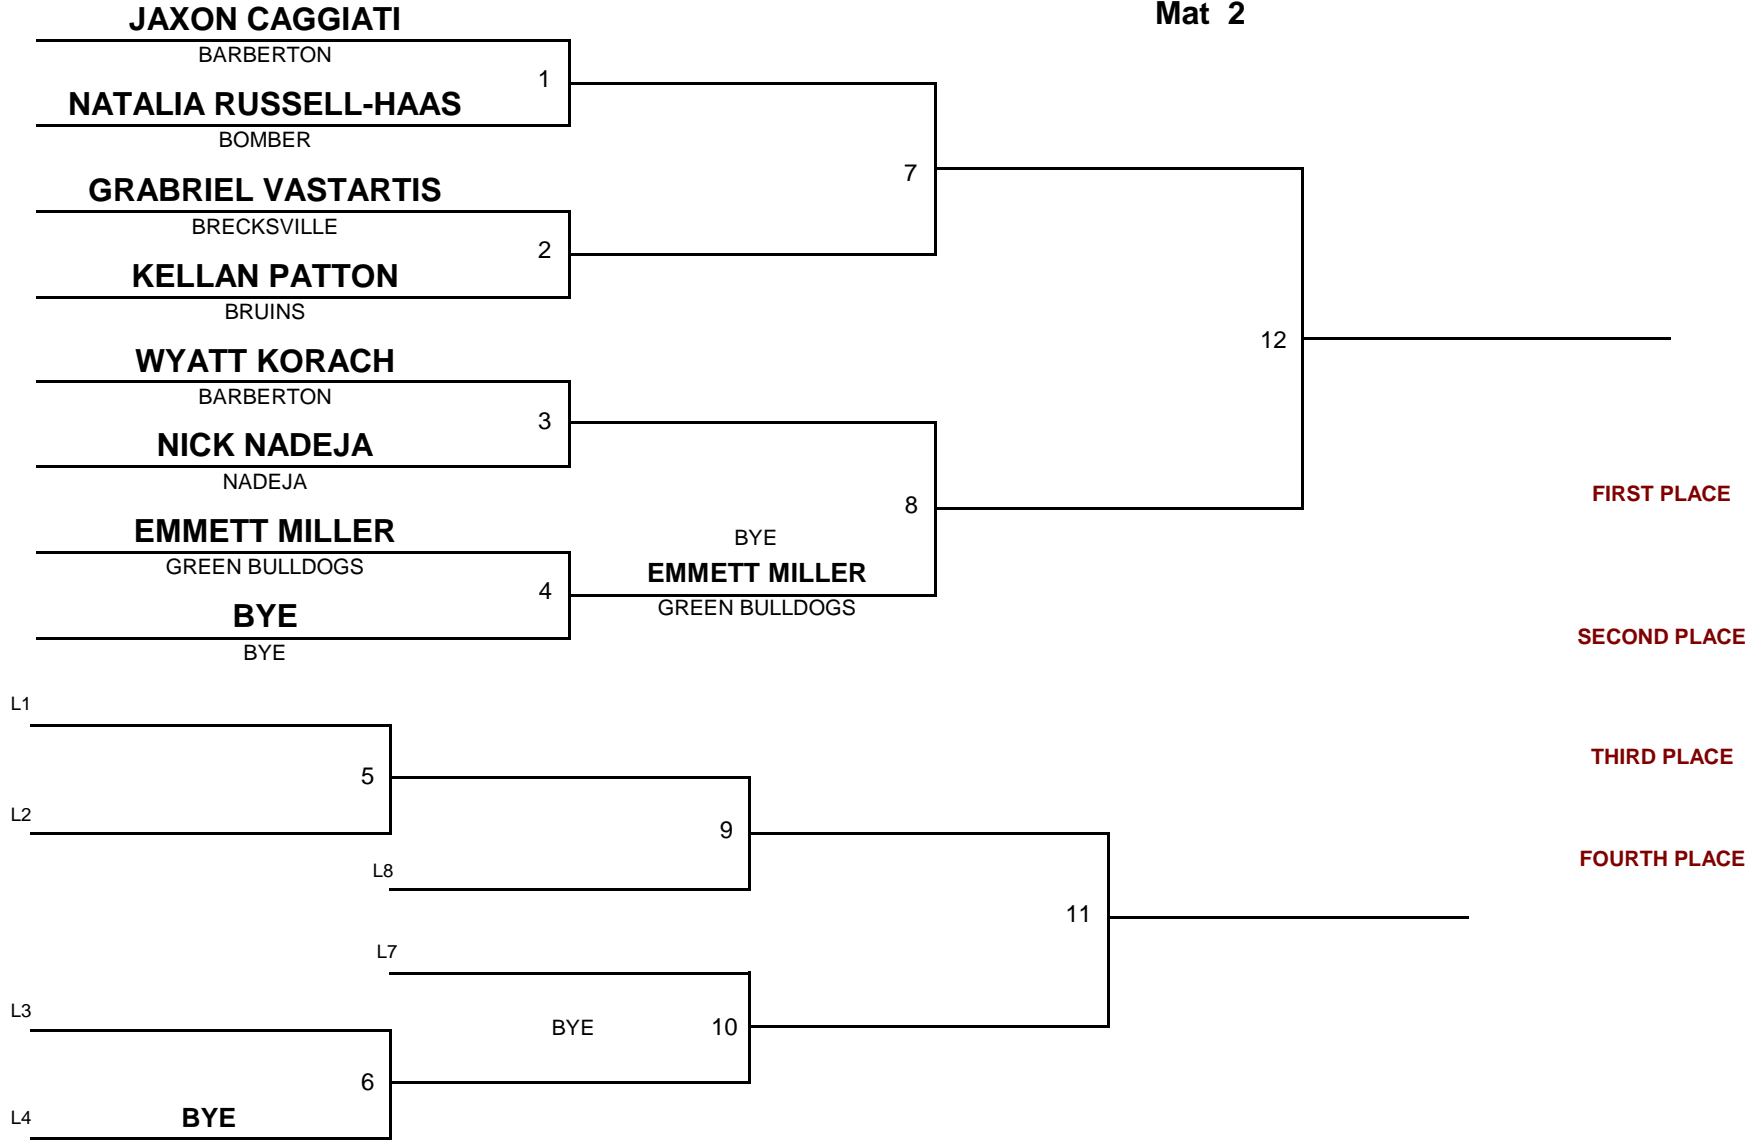 JAXON CAGGIATI
Mat 2
BARBERTON
1
NATALIA RUSSELL-HAAS
BOMBER
7
GRABRIEL VASTARTIS
BRECKSVILLE
2
KELLAN PATTON
BRUINS
12
WYATT KORACH
BARBERTON
3
NICK NADEJA
NADEJA
8
FIRST PLACE
EMMETT MILLER
GREEN BULLDOGS
4
BYE
EMMETT MILLER
GREEN BULLDOGS
BYE
BYE
SECOND PLACE
L1
5
L2
THIRD PLACE
9
L8
FOURTH PLACE
11
L7
L3
BYE
10
6
L4
BYE